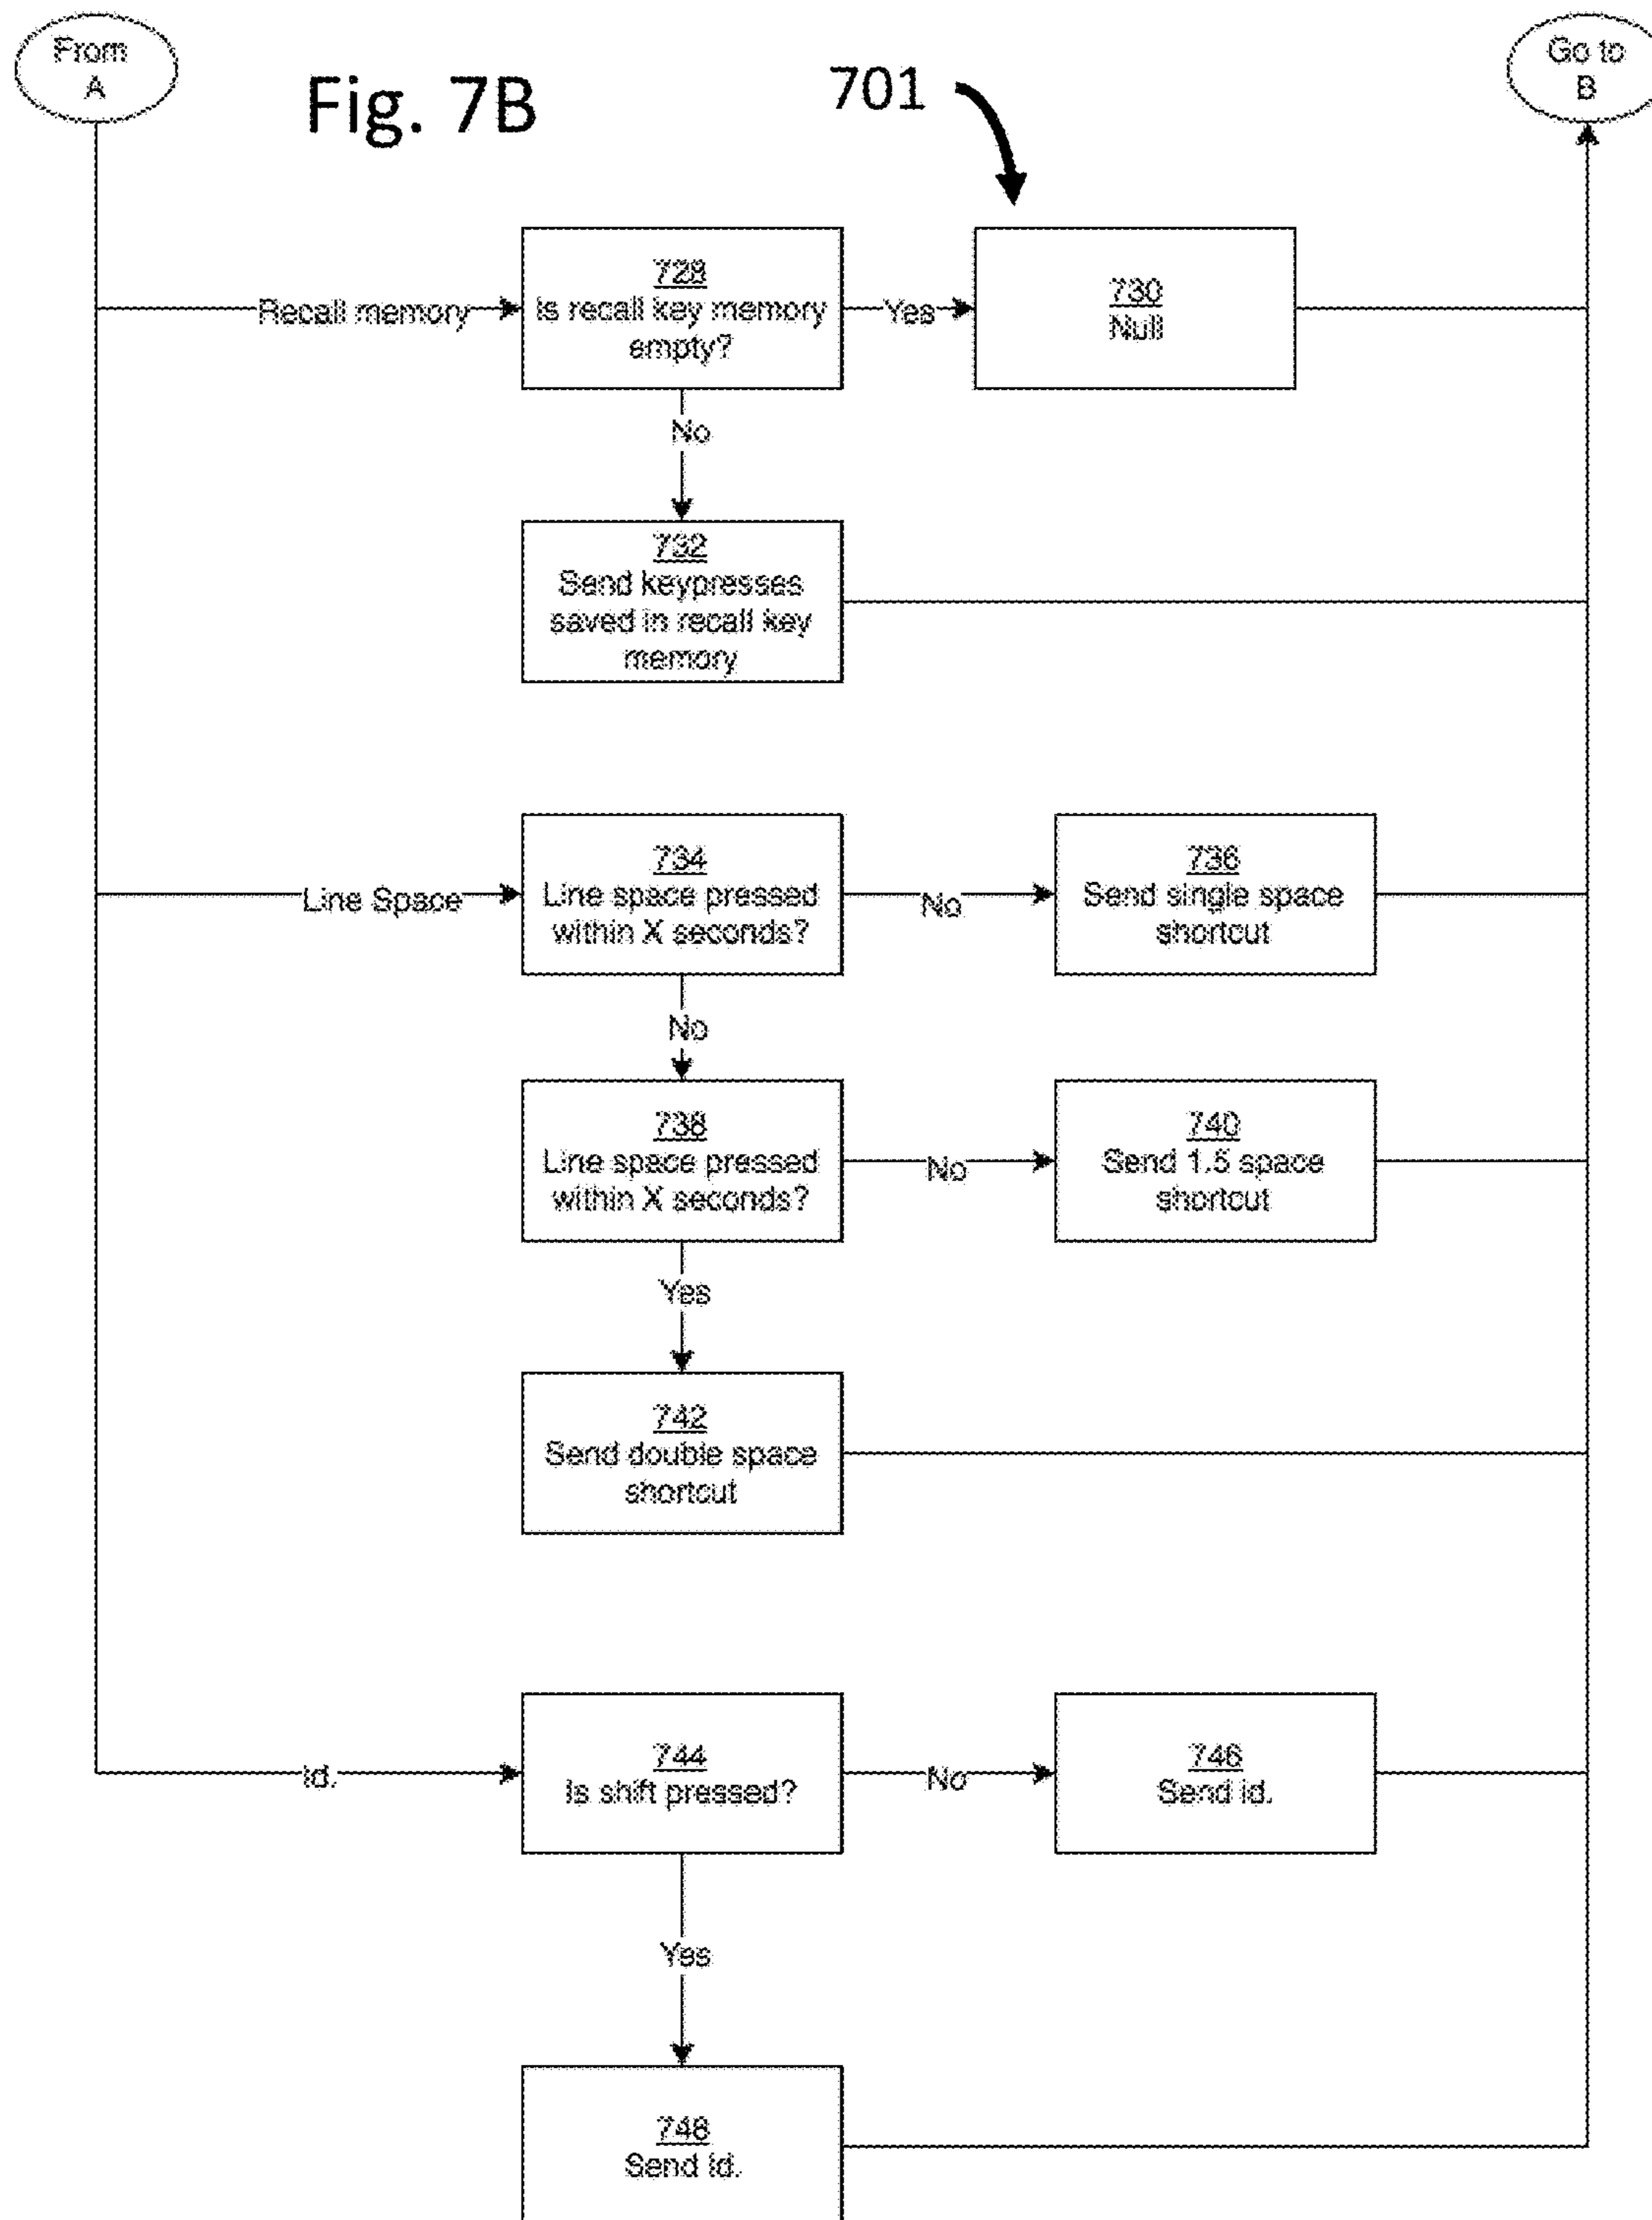 From
A
Fig. 7B
701
Go to
B
Recall memory
728
Is recall key memory
empty?
Yes
730
Null
No
732
Send keypresses
saved in recall key
memory
Line Space
734
Line space pressed
within X seconds?
No
736
Send single space
shortcut
No
738
Line space pressed
within X seconds?
No
740
Send 1.5 space
shortcut
Yes
742
Send double space
shortcut
Id.
744
Is shift pressed?
No
746
Send id.
Yes
748
Send id.